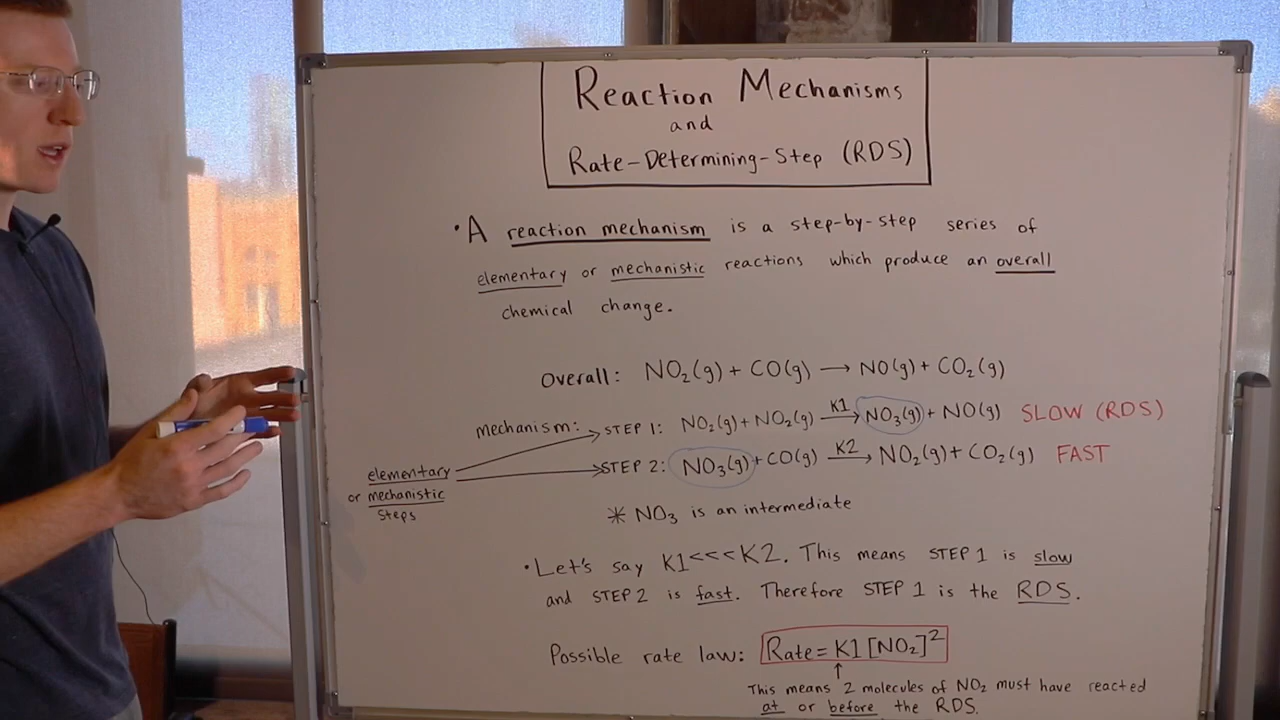 Reaction Mechanisms
and
Rate-Determining-Step (RDS)
• A reaction mechanism is a step-by-step series of
elementary or mechanistic reactions which produce an overall
chemical change.
Overall: NO₂(g) + CO(g) → NO(g) + CO₂(g)
Mechanism: STEP 1: NO₂(g) + NO₂(g) K1→ NO₃(g) + NO(g) SLOW (RDS)
STEP 2: NO₃(g) + CO(g) K2→ NO₂(g) + CO₂(g) FAST
elementary
or mechanistic
steps
* NO₃ is an intermediate
• Let's say K1<<<K2. This means STEP 1 is slow
and STEP 2 is fast. Therefore STEP 1 is the RDS.
Possible rate law: Rate = K1[NO₂]²
↑
This means 2 molecules of NO₂ must have reacted
at or before the RDS.